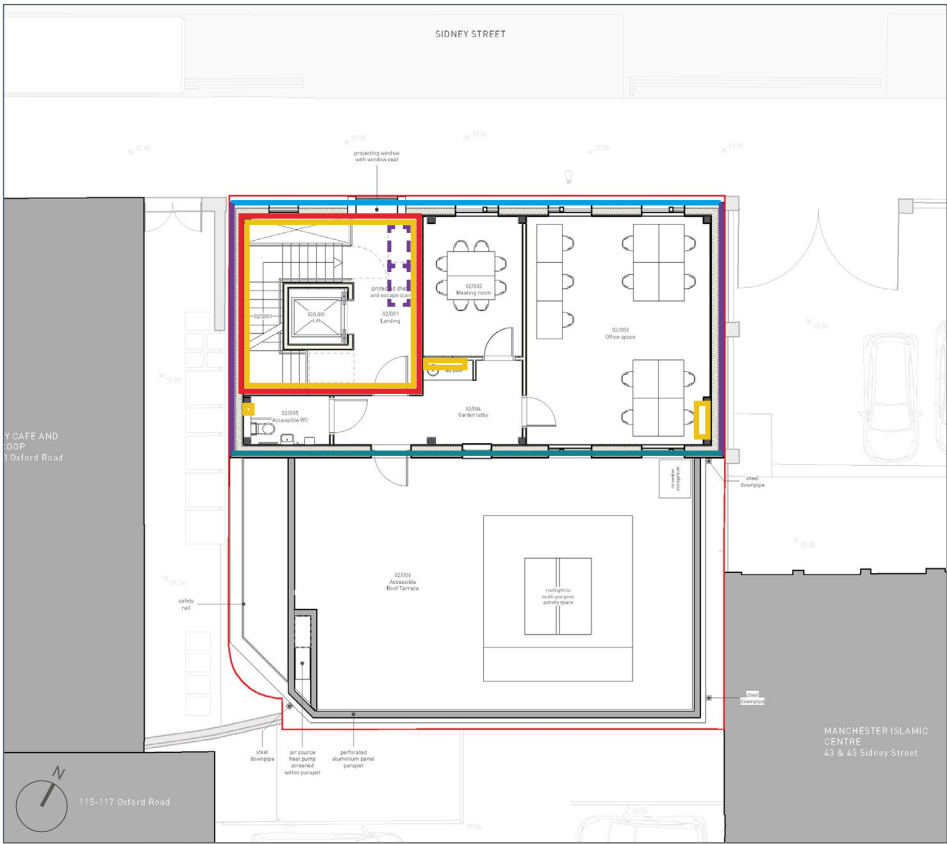 SIDNEY STREET
projecting window
with window seat
02/002
Meeting room
and escape stair
02/001
Landing
02/003
Office space
02/005
Accessible WC
02/004
Garden lobby
Y CAFE AND
COOP
Oxford Road
steel
downpipe
02/006
Accessible
Roof Terrace
rooflight to
multi-purpose
activity space
safety
rail
steel
downpipe
steel
downpipe
air source
heat pump
screened
within parapet
perforated
aluminium panel
parapet
MANCHESTER ISLAMIC
CENTRE
43 & 45 Sidney Street
N
115-117 Oxford Road